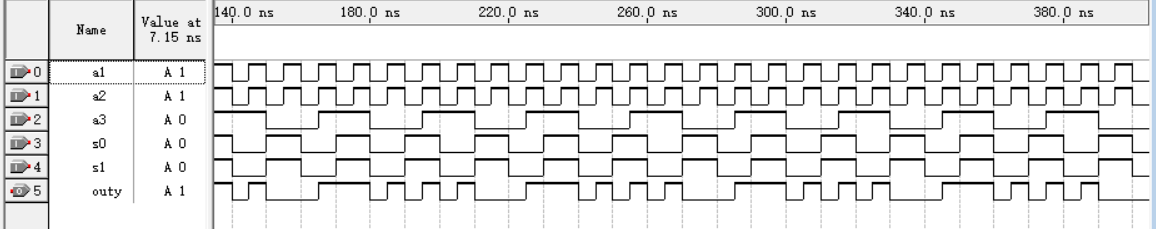 Name Value at 7.15 ns 140.0 ns 180.0 ns 220.0 ns 260.0 ns 300.0 ns 340.0 ns 380.0 ns
0 a1 A 1
1 a2 A 1
2 a3 A 0
3 s0 A 0
4 s1 A 0
5 outy A 1